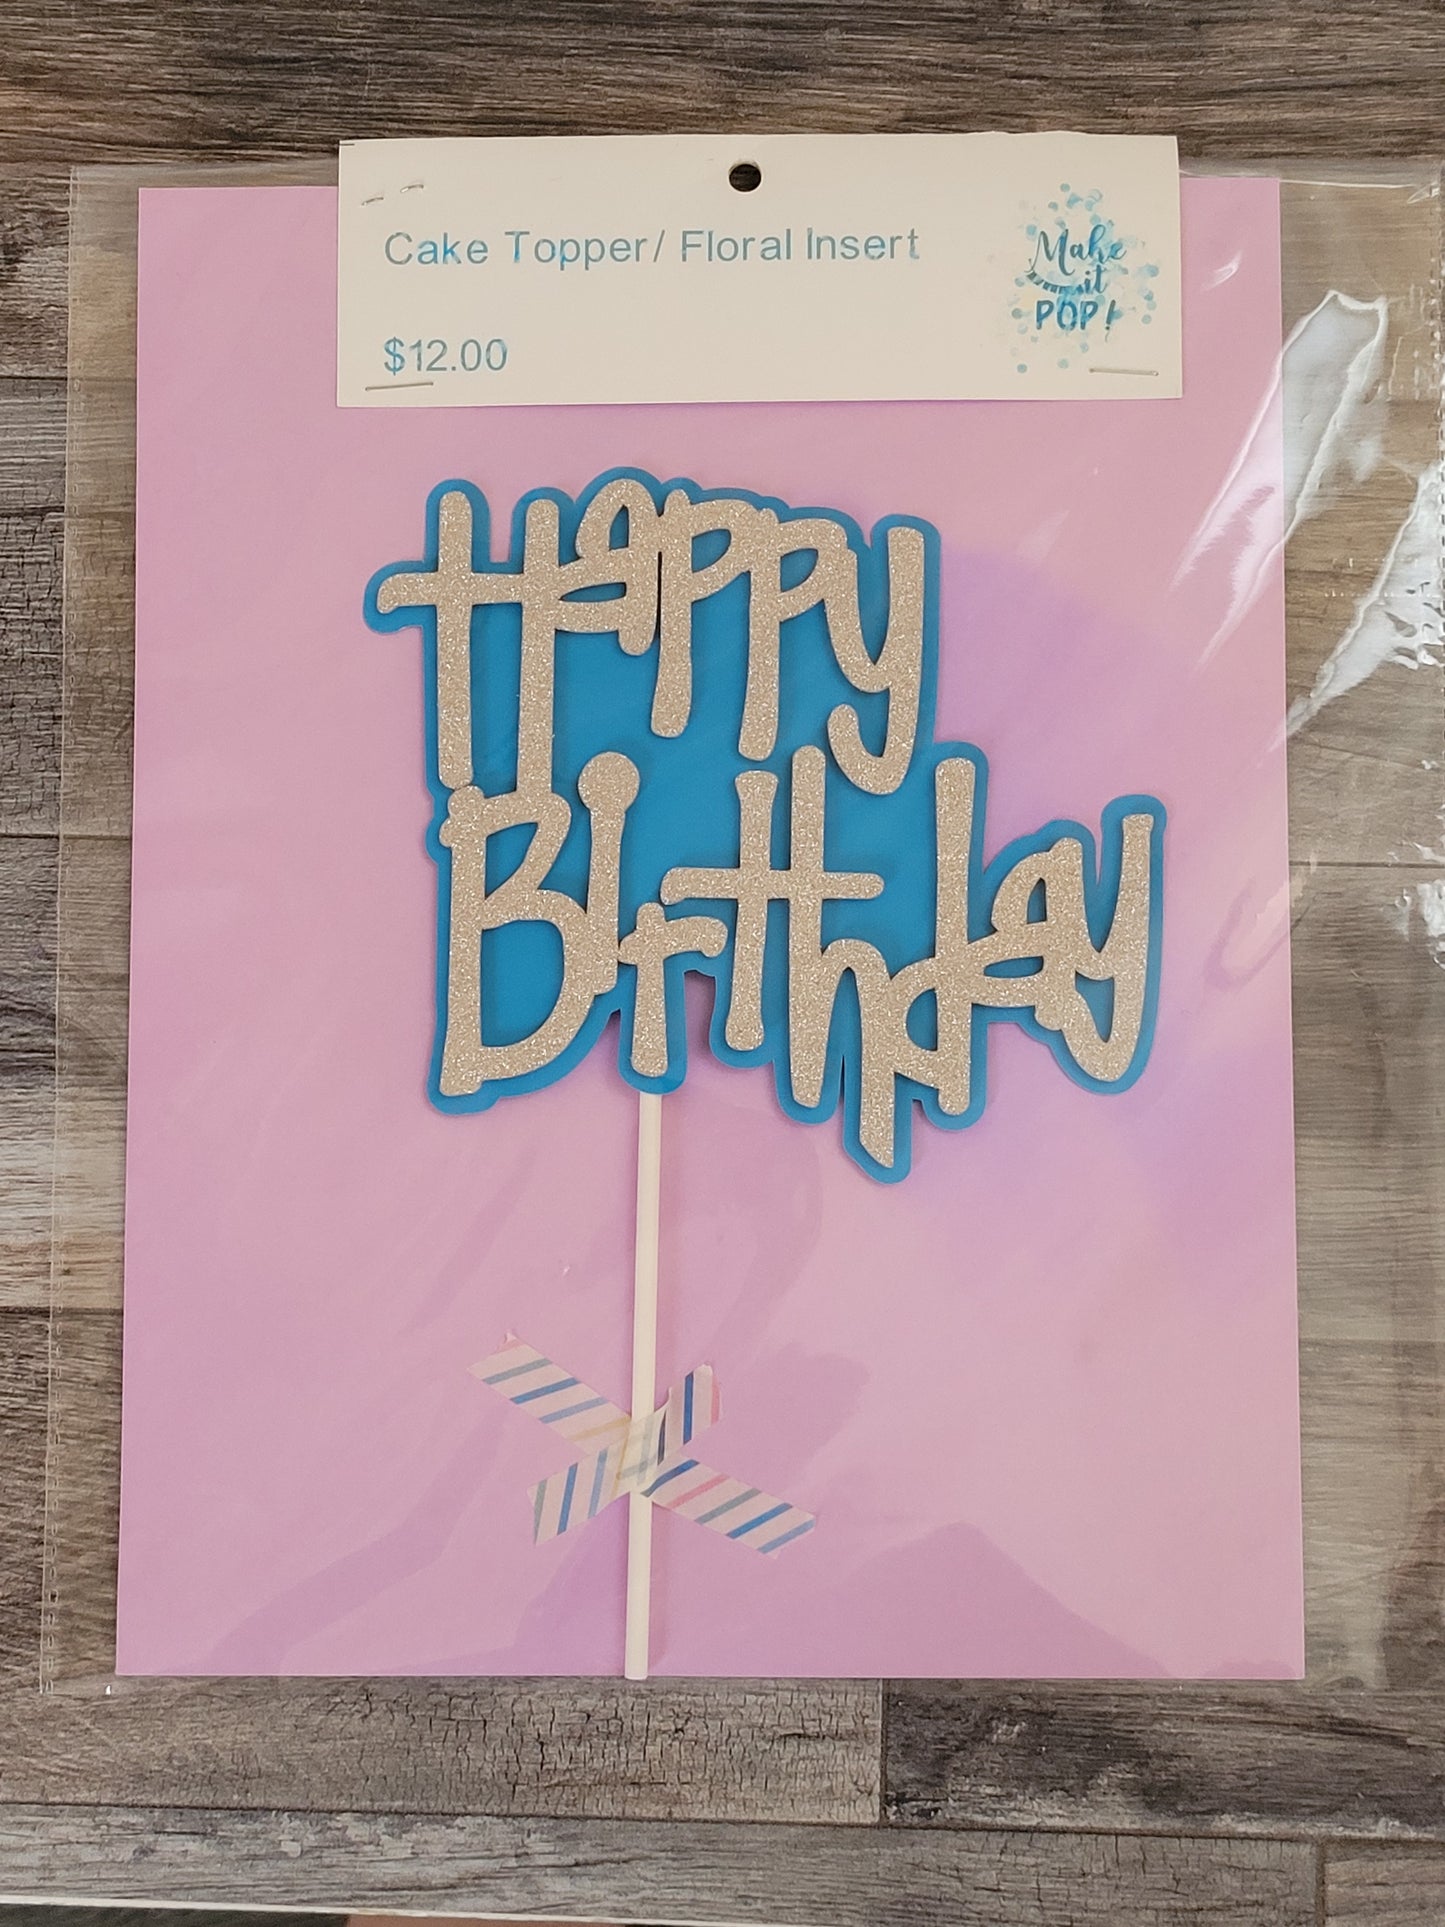 Cake Topper/ Floral Insert
$12.00
Make
it
POP!
Happy
Birthday